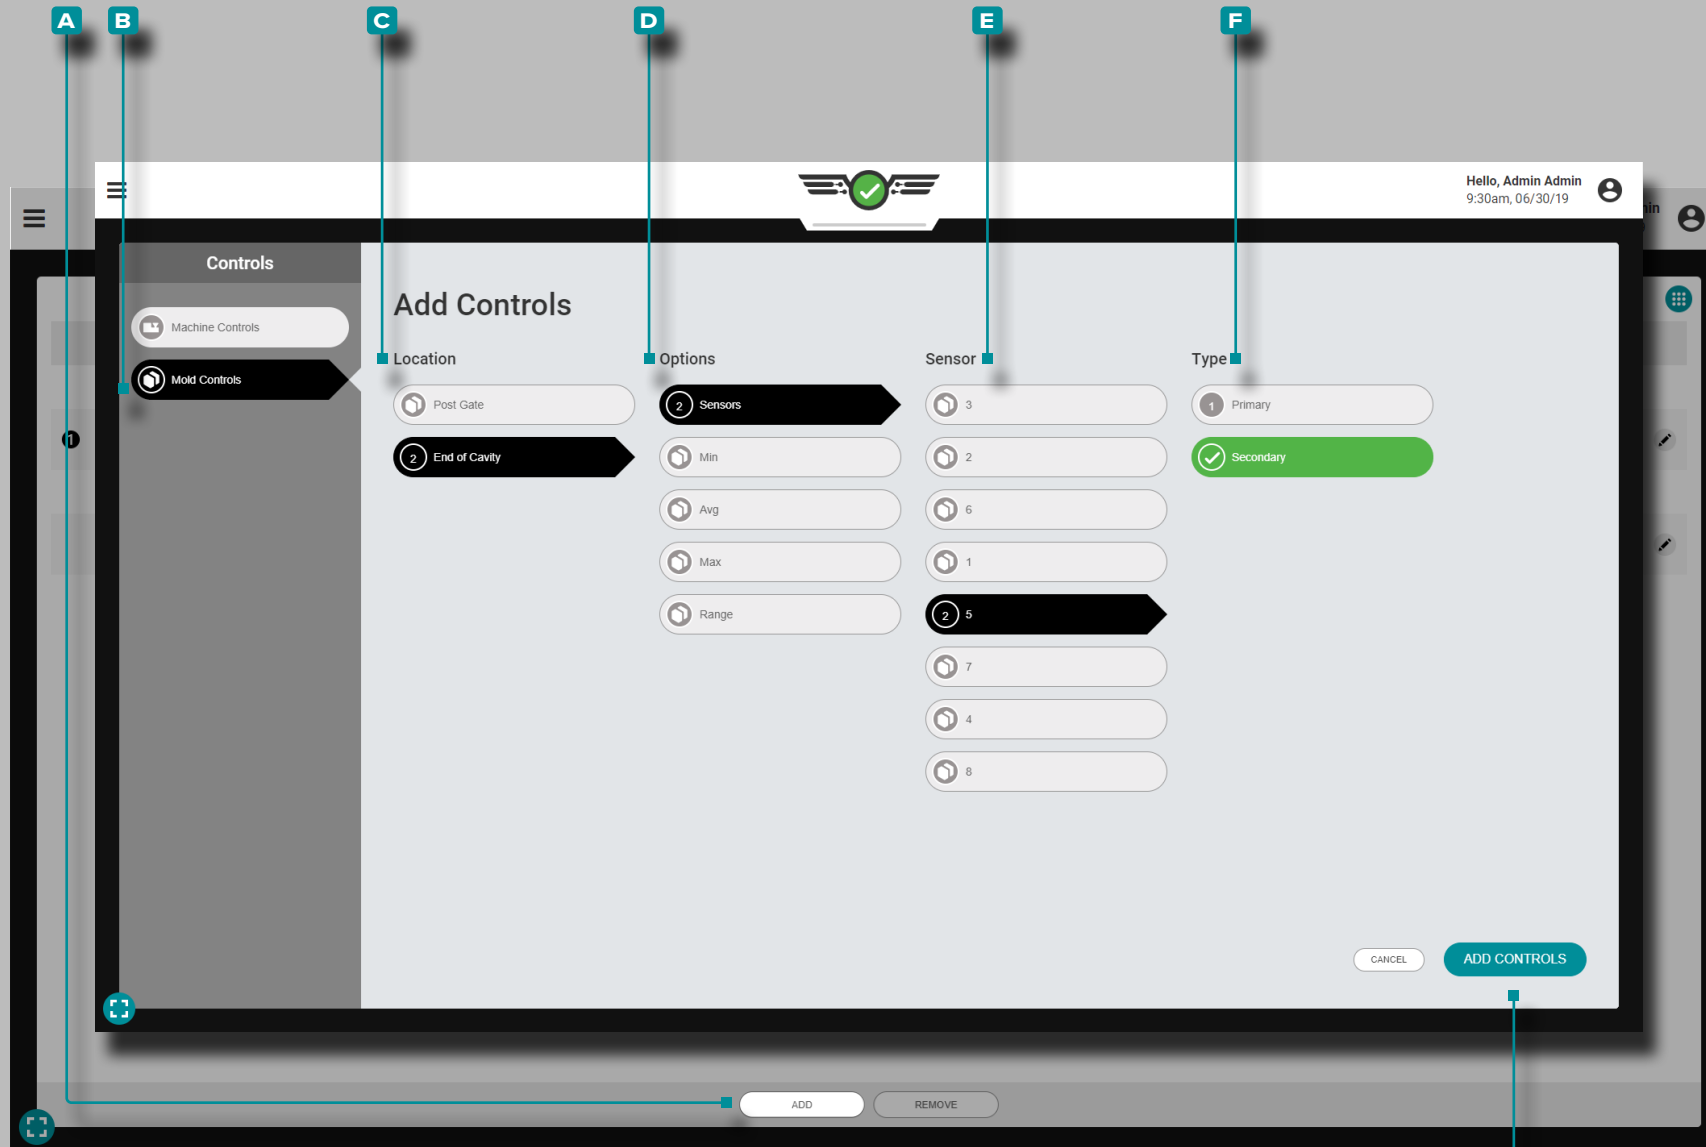 A B C D E F
Hello, Admin Admin
9:30am, 06/30/19
Controls
Machine Controls
Mold Controls
Add Controls
Location
Post Gate
2 End of Cavity
Options
2 Sensors
Min
Avg
Max
Range
Sensor
3
2
6
1
2 5
7
4
8
Type
1 Primary
Secondary
CANCEL
ADD CONTROLS
1
ADD
REMOVE